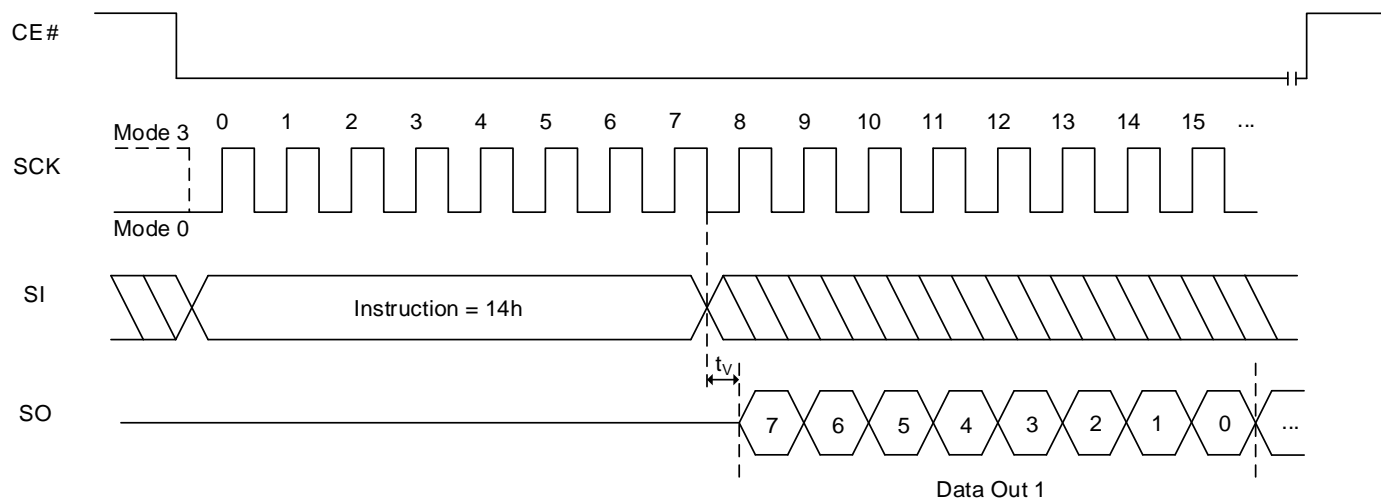 CE#
0 1 2 3 4 5 6 7 8 9 10 11 12 13 14 15 ...
Mode 3
SCK
Mode 0
SI
Instruction = 14h
tV
SO
7 6 5 4 3 2 1 0 ...
Data Out 1